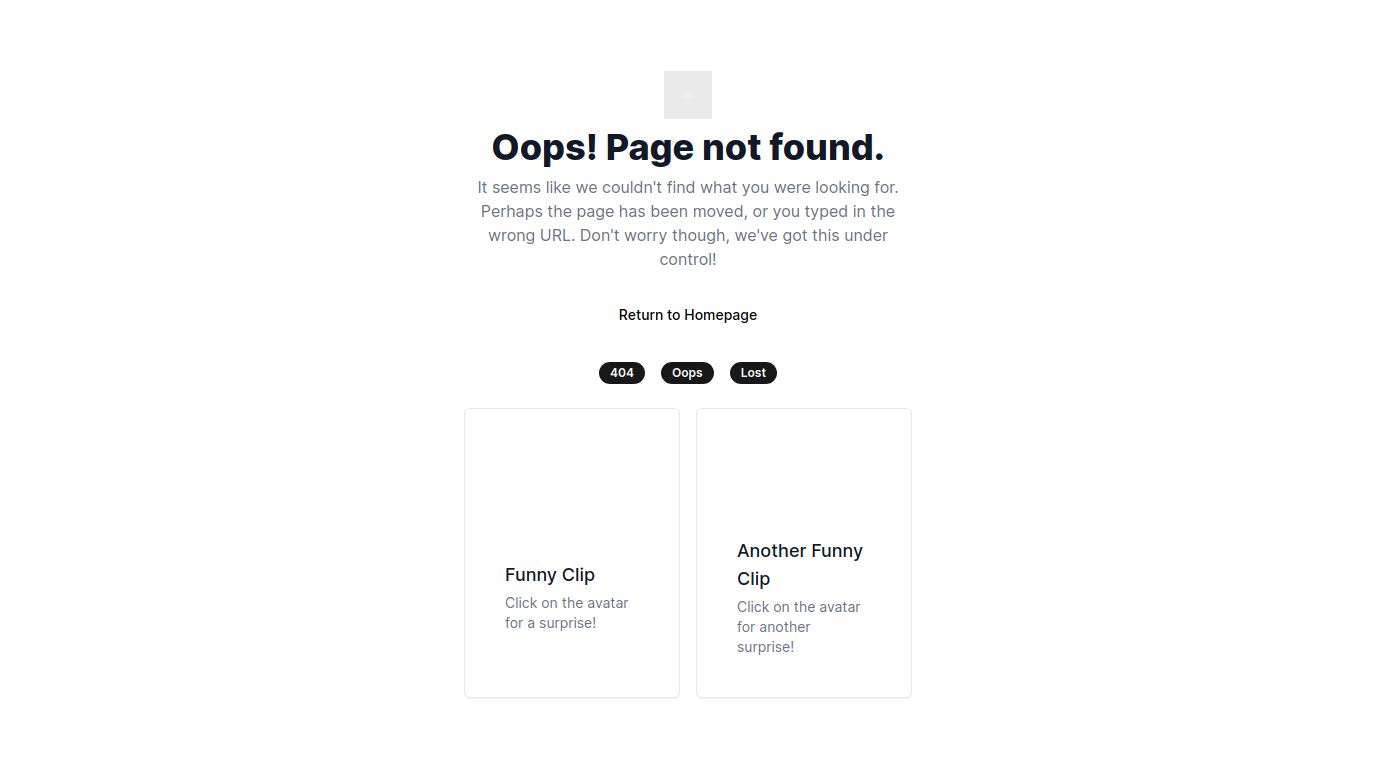 Oops! Page not found.
It seems like we couldn't find what you were looking for.
Perhaps the page has been moved, or you typed in the
wrong URL. Don't worry though, we've got this under
control!
Return to Homepage
404
Oops
Lost
Funny Clip
Click on the avatar
for a surprise!
Another Funny
Clip
Click on the avatar
for another
surprise!